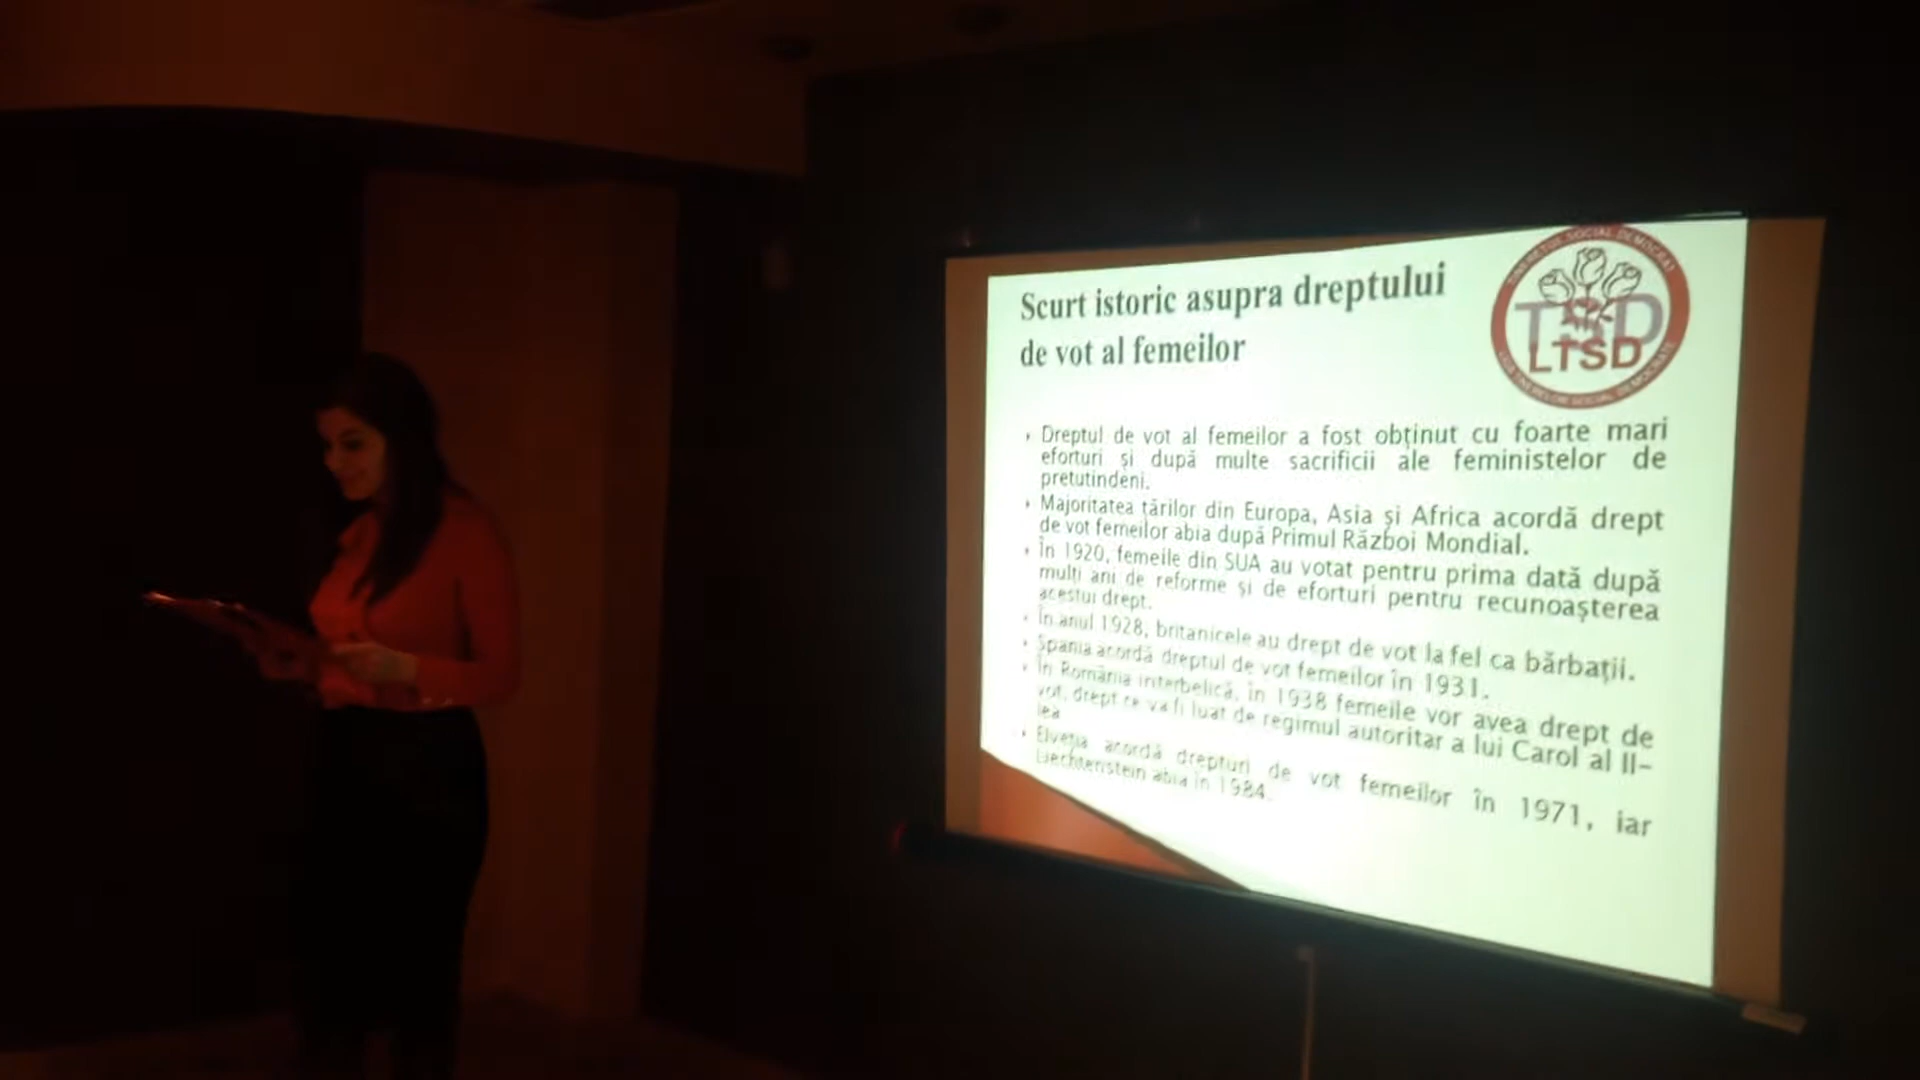 Scurt istoric asupra dreptului
de vot al femeilor
TSD
LTSD
Dreptul de vot al femeilor a fost obținut cu foarte mari
eforturi și după multe sacrificii ale feministelor de
pretutindeni.
Majoritatea țărilor din Europa, Asia și Africa acordă drept
de vot femeilor abia după Primul Război Mondial.
În 1920, femeile din SUA au votat pentru prima dată după
mulți ani de reforme și de eforturi pentru recunoașterea
acestui drept.
În anul 1928, britanicele au drept de vot la fel ca bărbații.
Spania acordă dreptul de vot femeilor în 1931.
În România interbelică, în 1938 femeile vor avea drept de
vot, drept ce va fi luat de regimul autoritar a lui Carol al II-
lea
Elveția acordă drepturi de vot femeilor în 1971, iar
Liechtenstein abia în 1984.